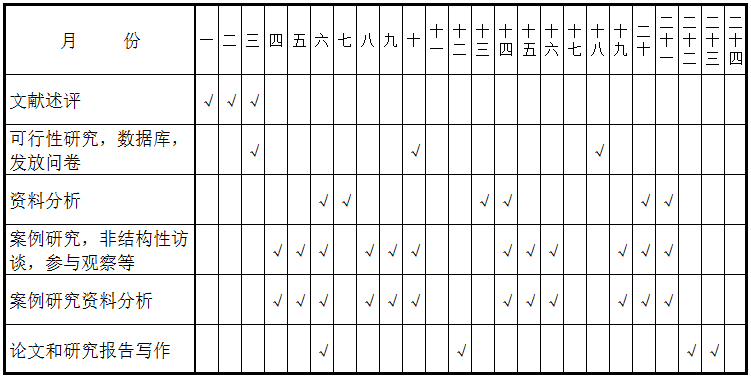 月 份 一 二 三 四 五 六 七 八 九 十 十一 十二 十三 十四 十五 十六 十七 十八 十九 二十 二十一 二十二 二十三 二十四
文献述评 √ √ √
可行性研究，数据库，
发放问卷 √ √ √
资料分析 √ √ √ √ √ √
案例研究，非结构性访
谈，参与观察等 √ √ √ √ √ √ √ √ √ √ √ √
案例研究资料分析 √ √ √ √ √ √ √ √ √ √ √ √
论文和研究报告写作 √ √ √ √